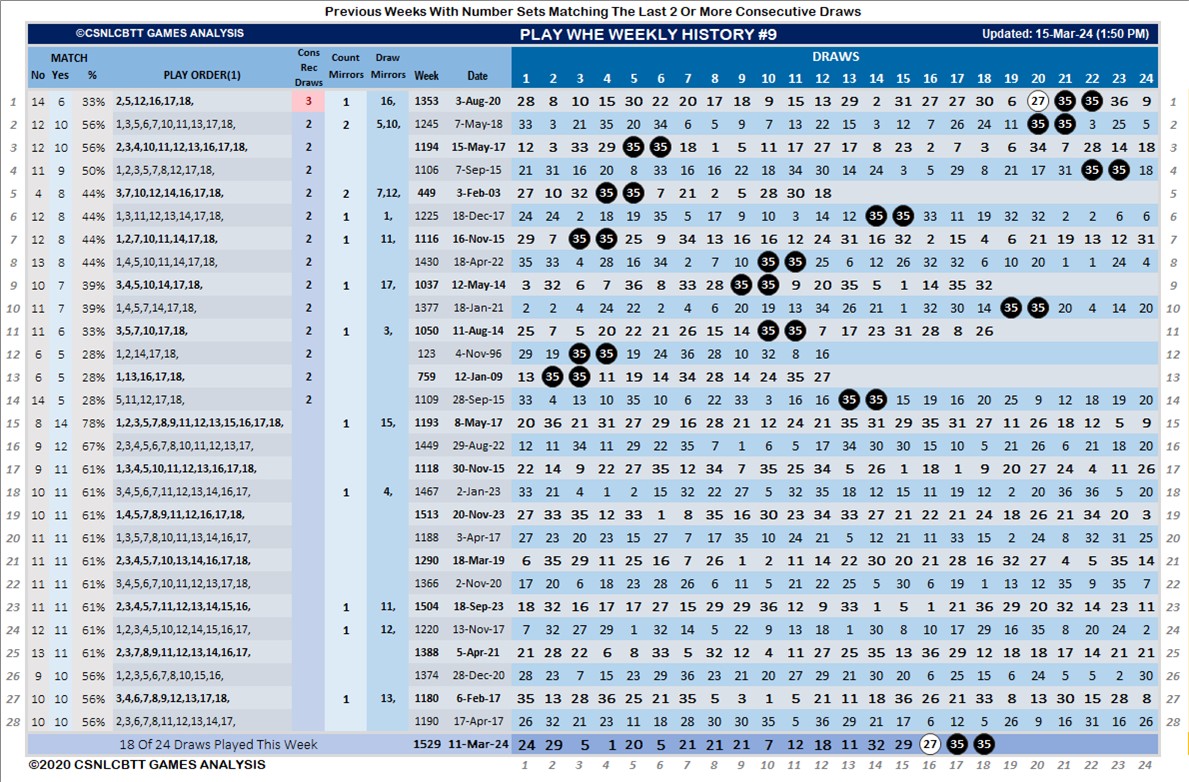 Previous Weeks With Number Sets Matching The Last 2 Or More Consecutive Draws
©CSNLCBTT GAMES ANALYSIS PLAY WHE WEEKLY HISTORY #9 Updated: 15-Mar-24 (1:50 PM)
MATCH Cons Rec Draws Count Mirrors Draw Mirrors DRAWS
No Yes % PLAY ORDER(1) Week Date 1 2 3 4 5 6 7 8 9 10 11 12 13 14 15 16 17 18 19 20 21 22 23 24
1 14 6 33% 2,5,12,16,17,18, 3 1 16, 1353 3-Aug-20 28 8 10 15 30 22 20 17 18 9 15 13 29 2 31 27 27 30 6 27 35 35 36 9 1
2 12 10 56% 1,3,5,6,7,10,11,13,17,18, 2 2 5,10, 1245 7-May-18 33 3 21 35 20 34 6 5 9 7 13 22 15 3 12 7 26 24 11 35 35 3 25 5 2
3 12 10 56% 2,3,4,10,11,12,13,16,17,18, 2 1194 15-May-17 12 3 33 29 35 35 18 1 5 11 17 27 17 8 23 2 7 3 6 34 7 28 14 18 3
4 11 9 50% 1,2,3,5,7,8,12,17,18, 2 1106 7-Sep-15 21 31 16 20 8 33 16 16 22 18 34 30 14 24 3 5 29 8 21 17 31 35 35 18 4
5 4 8 44% 3,7,10,12,14,16,17,18, 2 2 7,12, 449 3-Feb-03 27 10 32 35 35 7 21 2 5 28 30 18 5
6 12 8 44% 1,3,11,12,13,14,17,18, 2 1 1, 1225 18-Dec-17 24 24 2 18 19 35 5 17 9 10 3 14 12 35 35 33 11 19 32 32 2 2 6 6 6
7 12 8 44% 1,2,7,10,11,14,17,18, 2 1 11, 1116 16-Nov-15 29 7 35 35 25 9 34 13 16 16 12 24 31 16 32 2 15 4 6 21 19 13 12 31 7
8 13 8 44% 1,4,5,10,11,14,17,18, 2 1430 18-Apr-22 35 33 4 28 16 34 2 7 10 35 35 25 6 12 26 32 32 6 10 20 1 1 24 4 8
9 10 7 39% 3,4,5,10,14,17,18, 2 1 17, 1037 12-May-14 3 32 6 7 36 8 33 28 35 35 9 20 35 5 1 14 35 32 9
10 11 7 39% 1,4,5,7,14,17,18, 2 1377 18-Jan-21 2 2 4 24 22 2 4 6 20 19 12 13 34 26 21 1 32 30 14 35 35 20 4 14 20 10
11 11 6 33% 3,5,7,10,17,18, 2 1 3, 1050 11-Aug-14 25 7 5 20 22 21 26 15 14 35 35 7 17 23 31 28 8 26 11
12 6 5 28% 1,2,14,17,18, 2 123 4-Nov-96 29 19 35 35 19 24 36 28 10 32 8 16 12
13 6 5 28% 1,13,16,17,18, 2 759 12-Jan-09 13 35 35 11 19 14 34 28 14 24 35 27 13
14 14 5 28% 5,11,12,17,18, 2 1109 28-Sep-15 33 4 13 10 35 10 6 22 33 3 16 16 35 35 15 19 16 20 25 9 12 18 19 20 14
15 8 14 78% 1,2,3,5,7,8,9,11,12,13,15,16,17,18, 1 15, 1193 8-May-17 20 36 21 31 27 29 16 28 21 12 24 21 35 31 29 35 31 27 11 26 18 12 5 9 15
16 9 12 67% 2,3,4,5,6,7,8,10,11,12,13,17, 1449 29-Aug-22 12 11 34 11 29 22 35 7 1 6 5 17 34 30 30 15 10 5 21 26 6 21 18 20 16
17 9 11 61% 1,3,4,5,10,11,12,13,16,17,18, 1118 30-Nov-15 22 14 9 22 27 35 12 34 7 35 25 34 5 26 1 18 1 9 20 27 24 4 11 26 17
18 10 11 61% 3,4,5,6,7,11,12,13,14,16,17, 1 4, 1467 2-Jan-23 33 21 4 1 2 15 32 22 27 5 32 35 18 12 15 11 19 12 2 20 36 36 5 20 18
19 10 11 61% 1,4,5,7,8,9,11,12,16,17,18, 1513 20-Nov-23 27 33 35 12 33 1 8 35 16 30 23 34 33 27 21 22 21 24 18 26 21 34 20 3 19
20 11 11 61% 1,3,5,7,8,10,11,13,16,17,18, 1188 3-Apr-17 27 23 20 23 15 27 7 17 35 10 24 21 5 12 21 11 33 15 2 24 8 32 31 25 20
21 11 11 61% 2,3,4,5,7,10,13,14,16,17,18, 1290 18-Mar-19 6 35 29 11 25 16 7 26 1 2 11 14 22 30 20 21 28 16 32 27 4 5 35 14 21
22 11 11 61% 3,4,5,6,7,10,12,13,17,18, 1366 2-Nov-20 17 20 6 18 23 28 26 6 11 5 21 22 25 5 30 6 19 1 13 12 35 9 35 7 22
23 11 11 61% 2,3,4,5,7,11,12,13,14,15,16, 1 11, 1504 18-Sep-23 18 32 16 17 17 27 15 29 29 36 12 9 33 1 5 1 21 36 29 20 32 14 23 11 23
24 12 11 61% 1,2,3,4,5,10,12,14,15,16,17, 1 12, 1220 13-Nov-17 7 32 27 29 1 32 14 5 22 9 13 18 1 30 8 10 17 29 16 35 8 20 24 2 24
25 13 11 61% 2,3,7,8,9,11,12,13,14,16,17, 1388 5-Apr-21 21 28 22 6 8 33 5 32 12 4 11 27 25 35 13 36 12 19 18 18 17 14 21 21 25
26 9 10 56% 1,2,3,5,6,7,8,10,15,16, 1374 28-Dec-20 28 23 7 15 23 29 36 23 21 20 27 29 21 30 20 17 6 25 15 6 24 5 5 2 30 26
27 10 10 56% 3,4,6,7,8,9,12,13,17,18, 1 13, 1180 6-Feb-17 35 13 28 36 25 21 35 5 3 1 5 21 11 18 36 26 21 33 8 13 30 15 28 8 27
28 10 10 56% 2,3,6,7,8,11,12,13,14,17, 1190 17-Apr-17 26 32 21 23 11 18 28 30 30 35 5 36 29 21 17 6 12 5 26 9 16 31 16 26 28
18 Of 24 Draws Played This Week 1529 11-Mar-24 24 29 5 1 20 5 21 21 21 7 12 18 11 32 29 27 35 35
©2020 CSNLCBTT GAMES ANALYSIS 1 2 3 4 5 6 7 8 9 10 11 12 13 14 15 16 17 18 19 20 21 22 23 24